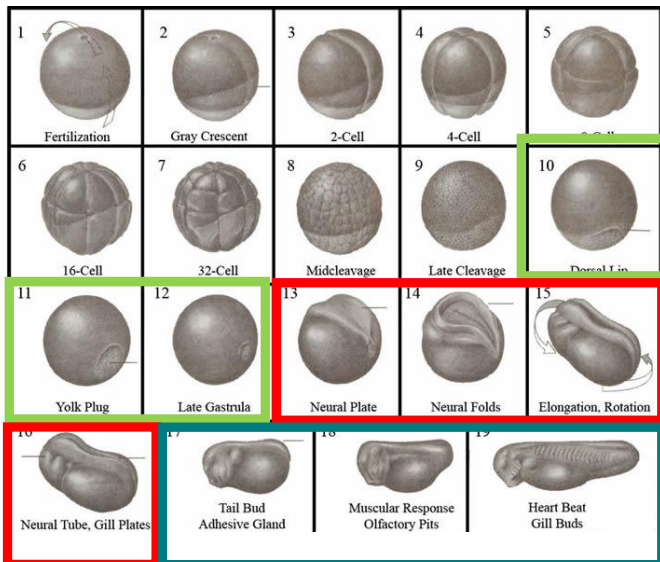 1
2
3
4
5
Fertilization
Gray Crescent
2-Cell
4-Cell
6
7
8
9
10
16-Cell
32-Cell
Midcleavage
Late Cleavage
Dorsal Lip
11
12
13
14
15
Yolk Plug
Late Gastrula
Neural Plate
Neural Folds
Elongation, Rotation
16
17
18
19
Neural Tube, Gill Plates
Tail Bud
Adhesive Gland
Muscular Response
Olfactory Pits
Heart Beat
Gill Buds